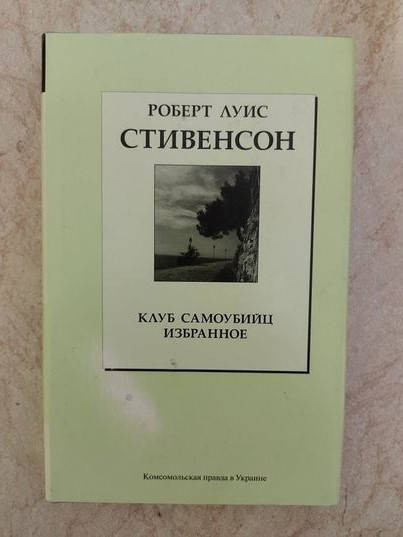 РОБЕРТ ЛУИС
СТИВЕНСОН
КЛУБ САМОУБИЙЦ
ИЗБРАННОЕ
Комсомольская правда в Украине